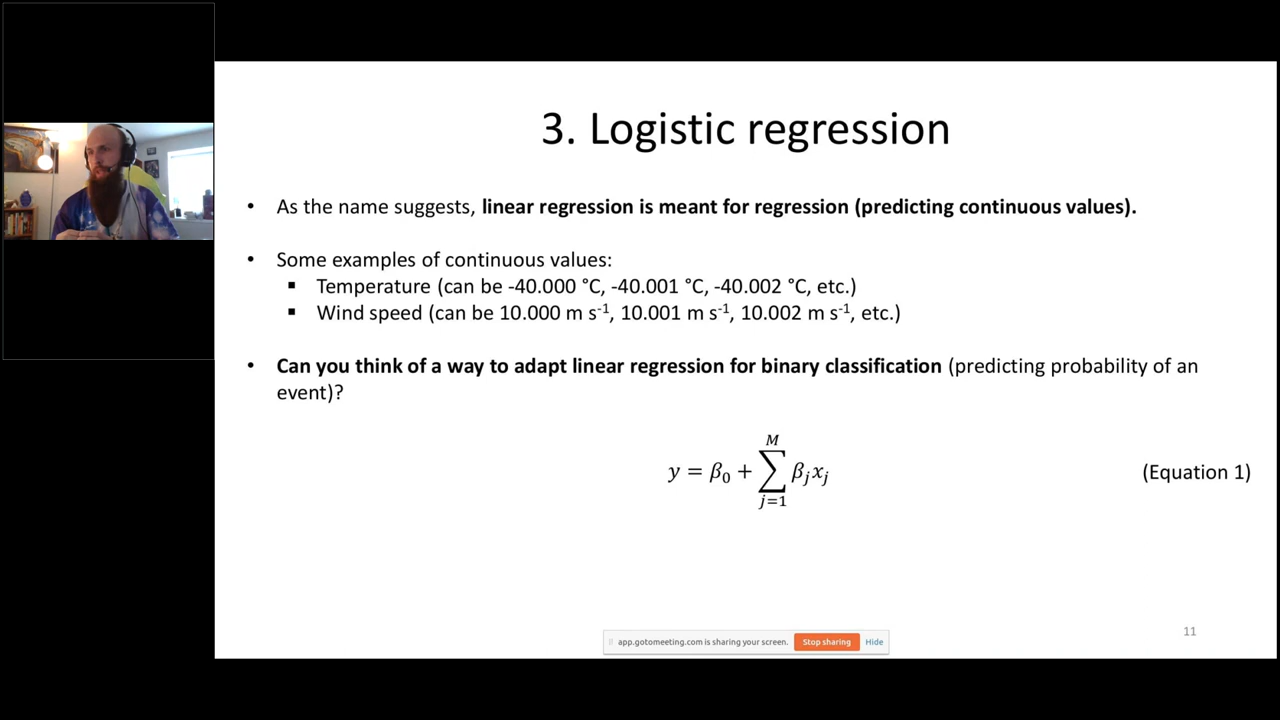 3. Logistic regression
• As the name suggests, linear regression is meant for regression (predicting continuous values).
• Some examples of continuous values:
▪ Temperature (can be -40.000 °C, -40.001 °C, -40.002 °C, etc.)
▪ Wind speed (can be 10.000 m s⁻¹, 10.001 m s⁻¹, 10.002 m s⁻¹, etc.)
• Can you think of a way to adapt linear regression for binary classification (predicting probability of an
event)?
y = β₀ + ∑_{j=1}^{M} βⱼxⱼ (Equation 1)
11
app.gotomeeting.com is sharing your screen. Stop sharing Hide